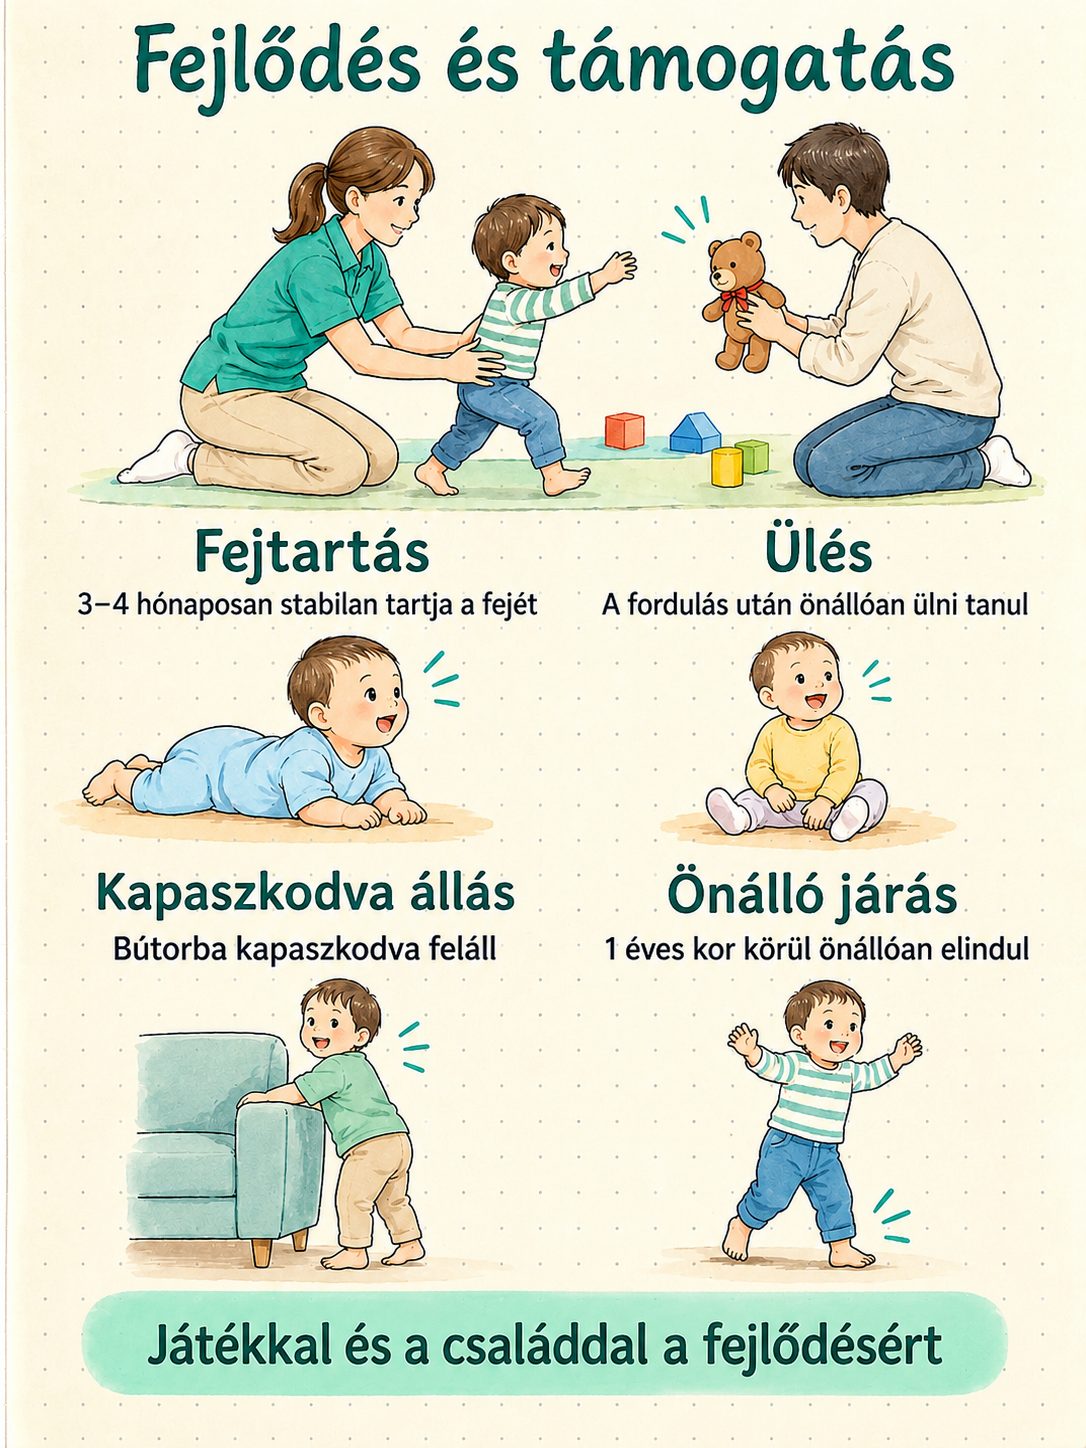 Fejlődés és támogatás
Fejtartás
3–4 hónaposan stabilan tartja a fejét
Ülés
A fordulás után önállóan ülni tanul
Kapaszkodva állás
Bútorba kapaszkodva feláll
Önálló járás
1 éves kor körül önállóan elindul
Játékkal és a családdal a fejlődésért